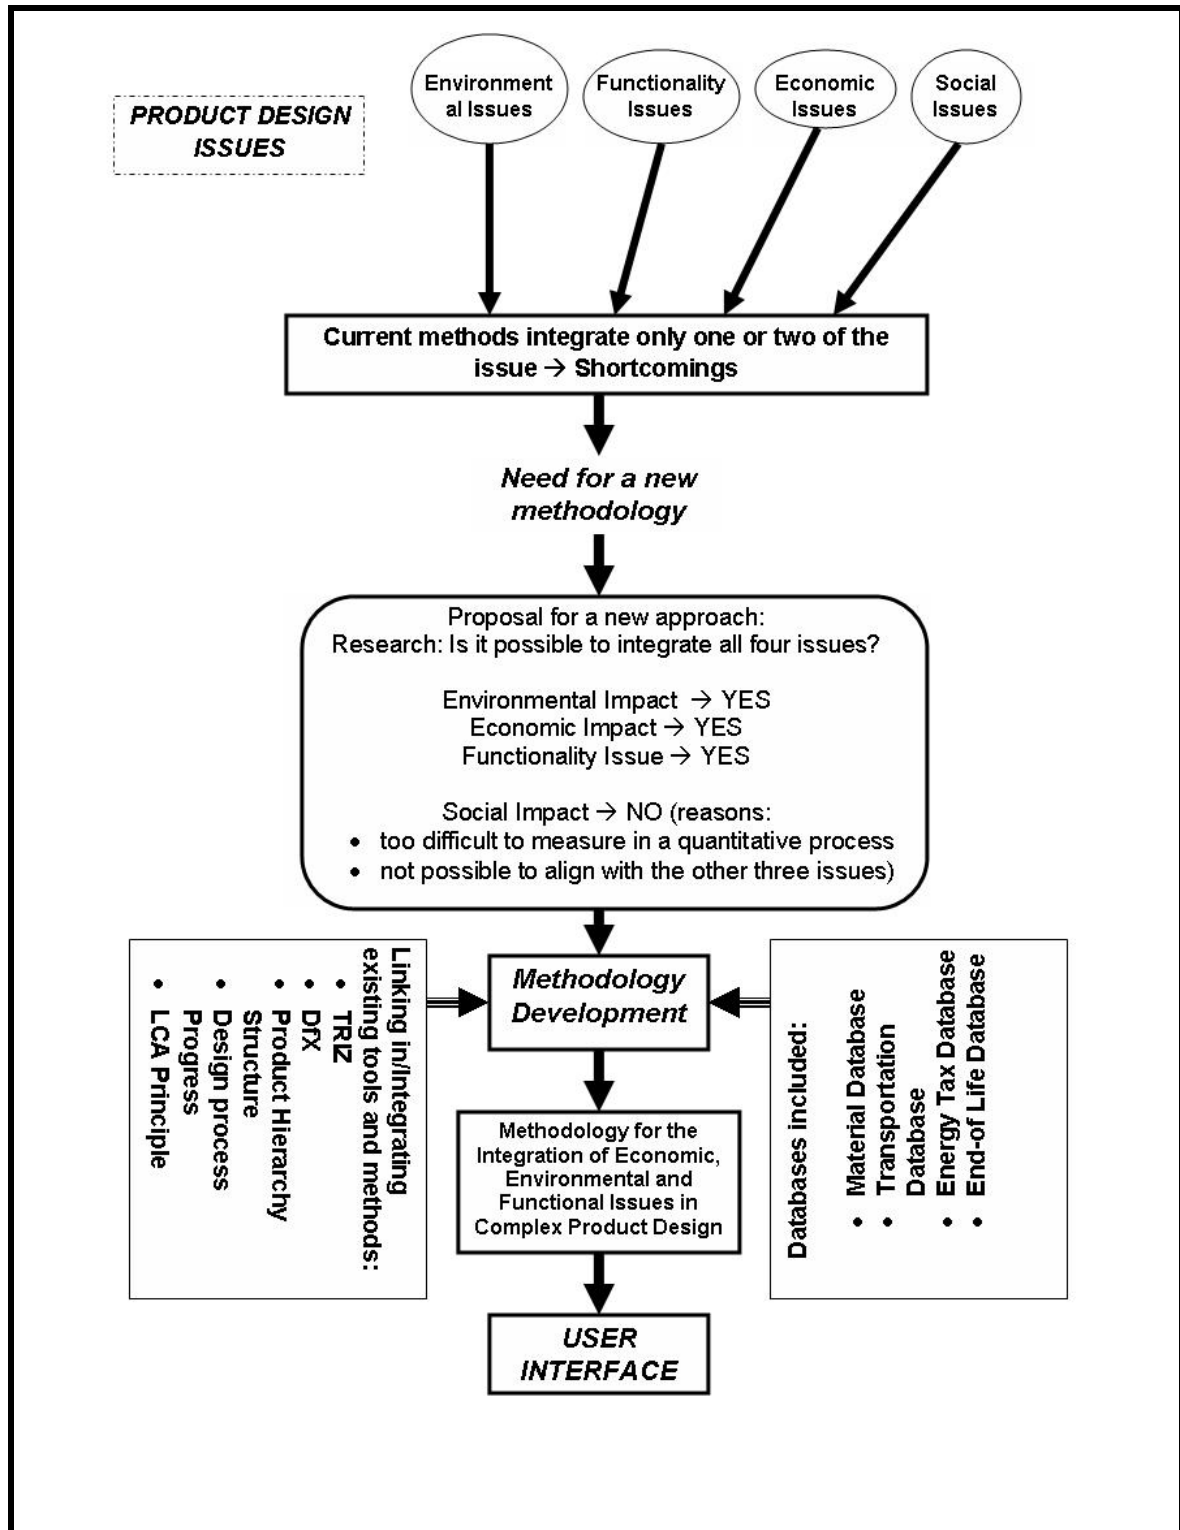 PRODUCT DESIGN
ISSUES
Environment
al Issues
Functionality
Issues
Economic
Issues
Social
Issues
Current methods integrate only one or two of the
issue → Shortcomings
Need for a new
methodology
Proposal for a new approach:
Research: Is it possible to integrate all four issues?
Environmental Impact → YES
Economic Impact → YES
Functionality Issue → YES
Social Impact → NO (reasons:
• too difficult to measure in a quantitative process
• not possible to align with the other three issues)
Linking in/Integrating
existing tools and methods:
• TRIZ
• DfX
• Product Hierarchy
Structure
• Design process
Progress
• LCA Principle
Methodology
Development
Databases included:
• Material Database
• Transportation
Database
• Energy Tax Database
• End-of Life Database
Methodology for the
Integration of Economic,
Environmental and
Functional Issues in
Complex Product Design
USER
INTERFACE